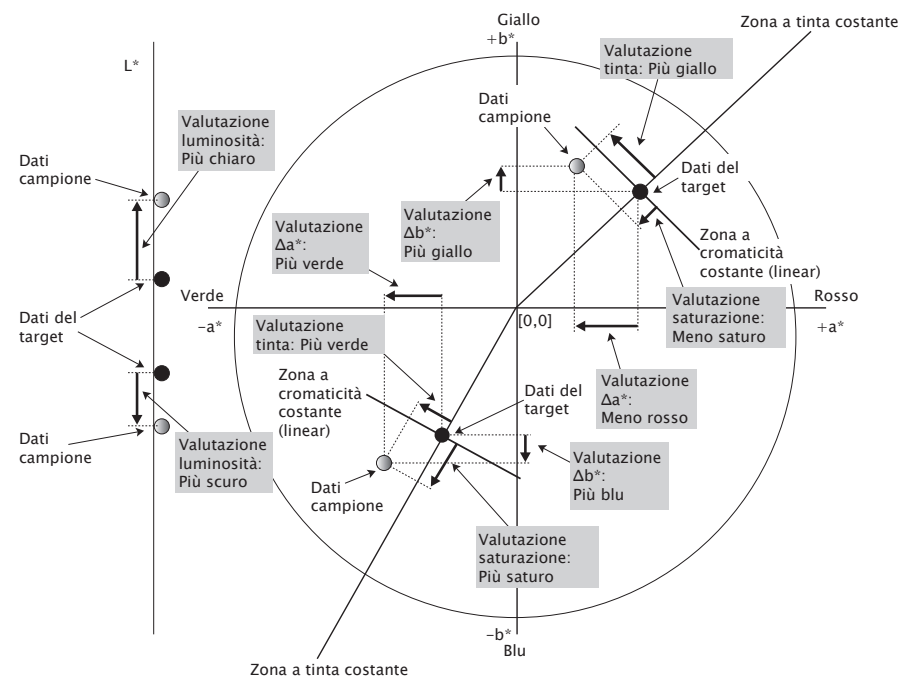 Giallo
+b*
Zona a tinta costante
L*
Valutazione
tinta: Più giallo
Valutazione
luminosità:
Più chiaro
Dati
campione
Dati
campione
Dati del
target
Valutazione
Δb*:
Più giallo
Valutazione
Δa*:
Più verde
Zona a
cromaticità
costante (linear)
Verde
-a*
[0,0]
Rosso
+a*
Valutazione
saturazione:
Meno saturo
Dati del
target
Valutazione
tinta: Più verde
Zona a
cromaticità
costante
(linear)
Dati del
target
Valutazione
Δa*:
Meno rosso
Dati
campione
Valutazione
luminosità:
Più scuro
Valutazione
Δb*:
Più blu
Dati
campione
Valutazione
saturazione:
Più saturo
-b*
Blu
Zona a tinta costante